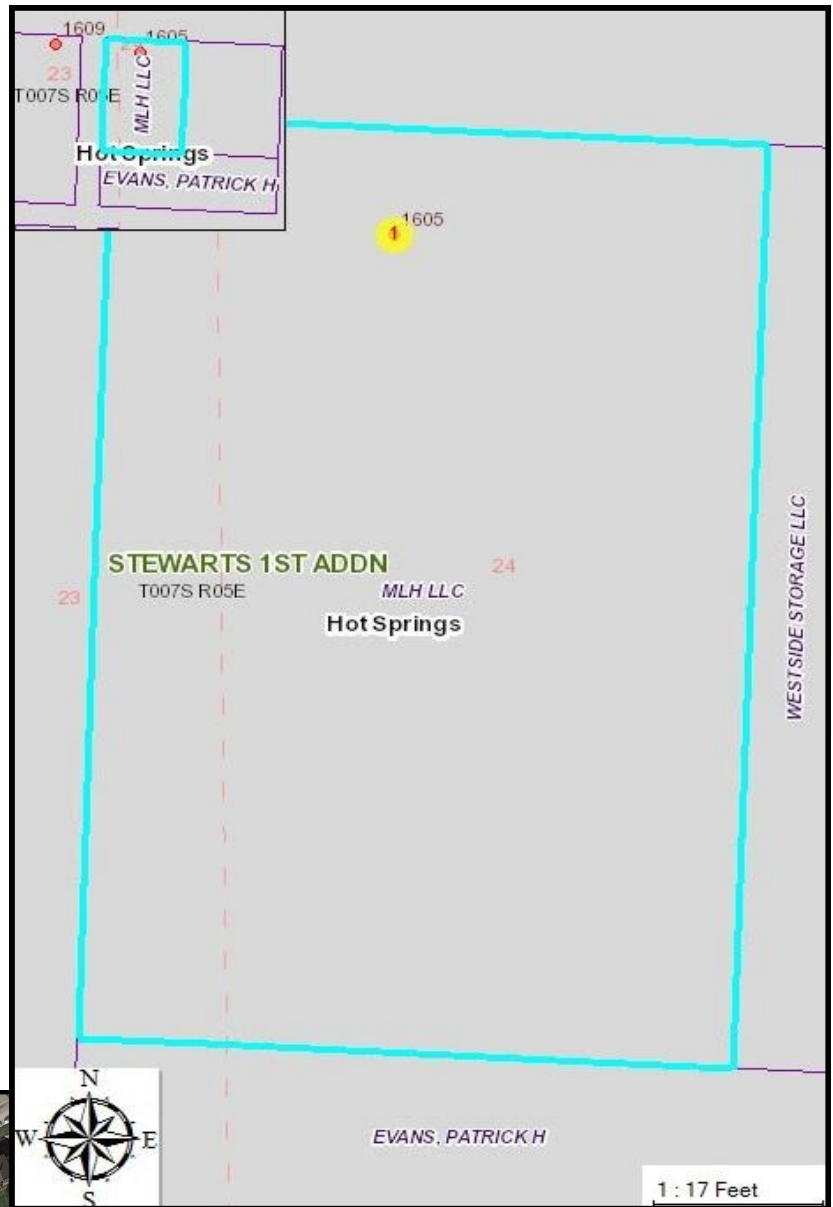 1609
1605
23
T007S R05E
MLH LLC
Hot Springs
EVANS, PATRICK H
1605
1
STEWARTS 1ST ADDN
24
T007S R05E
MLH LLC
23
Hot Springs
WESTSIDE STORAGE LLC
N
W
E
S
EVANS, PATRICK H
1 : 17 Feet